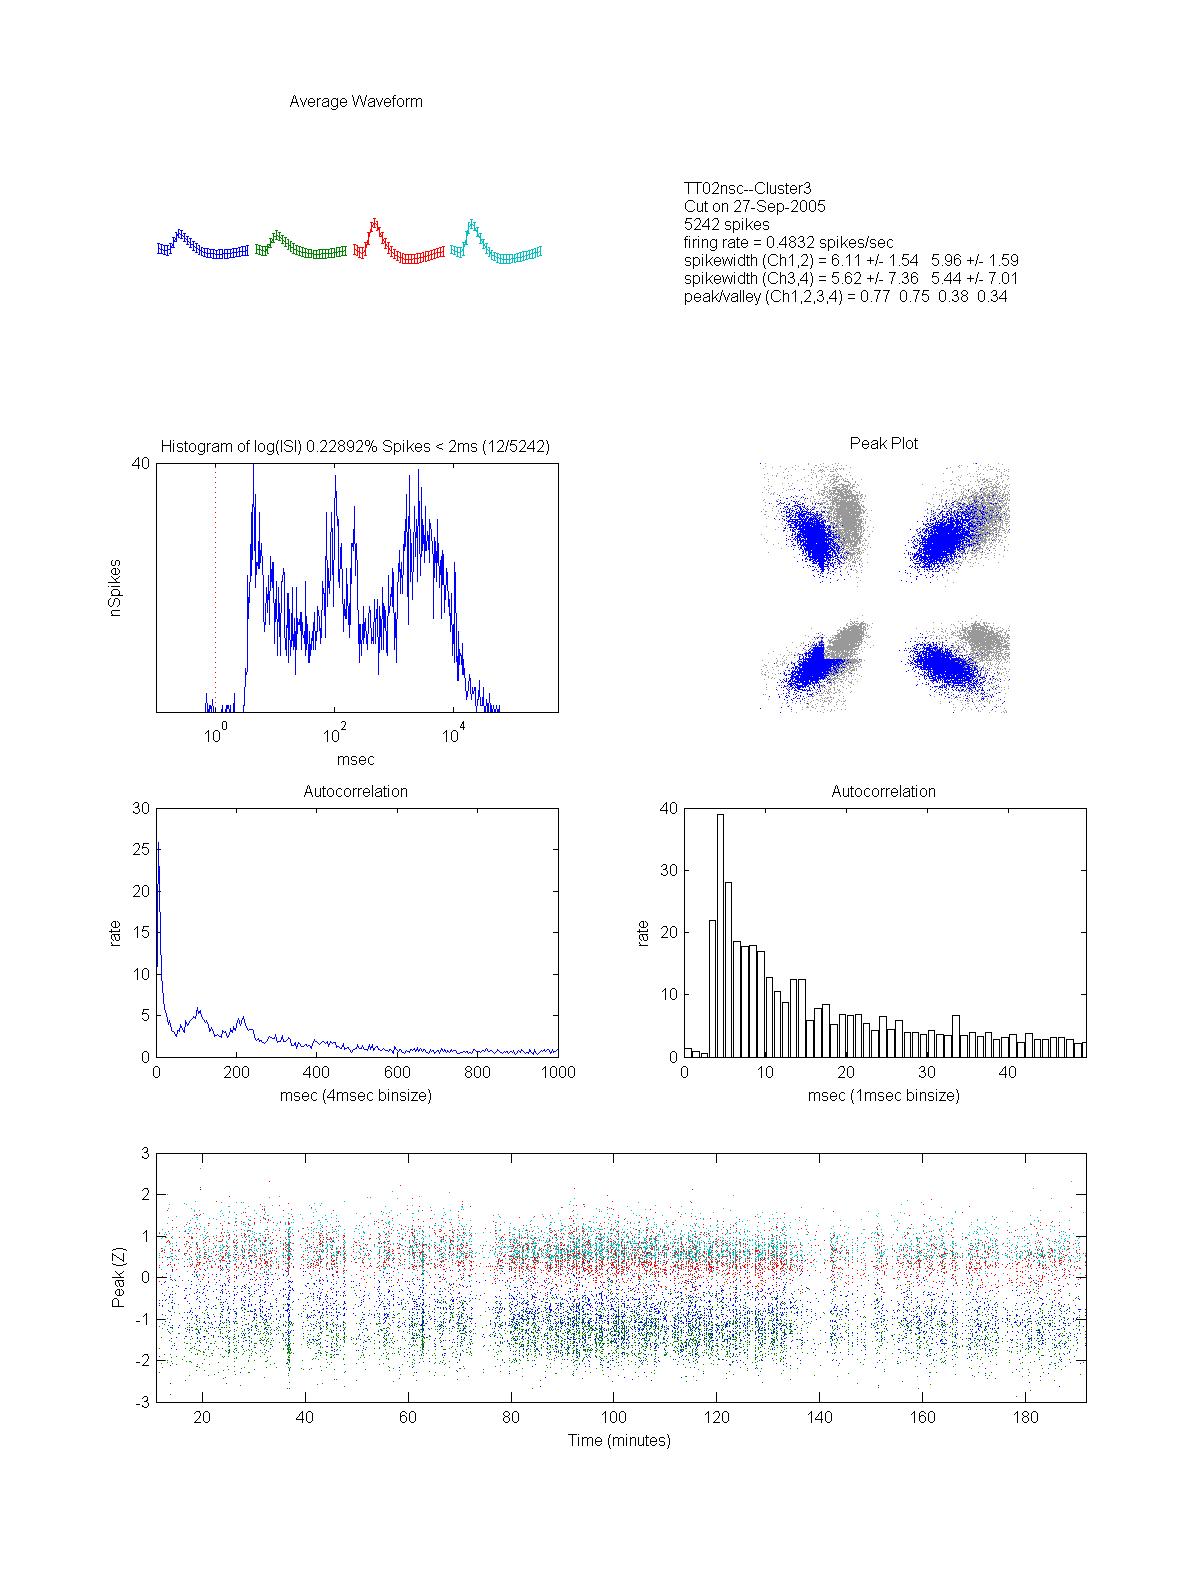 Average Waveform
TT02nsc--Cluster3
Cut on 27-Sep-2005
5242 spikes
firing rate = 0.4832 spikes/sec
spikewidth (Ch1,2) = 6.11 +/- 1.54   5.96 +/- 1.59
spikewidth (Ch3,4) = 5.62 +/- 7.36   5.44 +/- 7.01
peak/valley (Ch1,2,3,4) = 0.77  0.75  0.38  0.34
Histogram of log(ISI) 0.22892% Spikes < 2ms (12/5242)
40
nSpikes
10^0 10^2 10^4
msec
Peak Plot
Autocorrelation
30
25
20
15
10
5
0
rate
0 200 400 600 800 1000
msec (4msec binsize)
Autocorrelation
40
30
20
10
0
rate
0 10 20 30 40
msec (1msec binsize)
3
2
1
0
-1
-2
-3
Peak (Z)
20 40 60 80 100 120 140 160 180
Time (minutes)